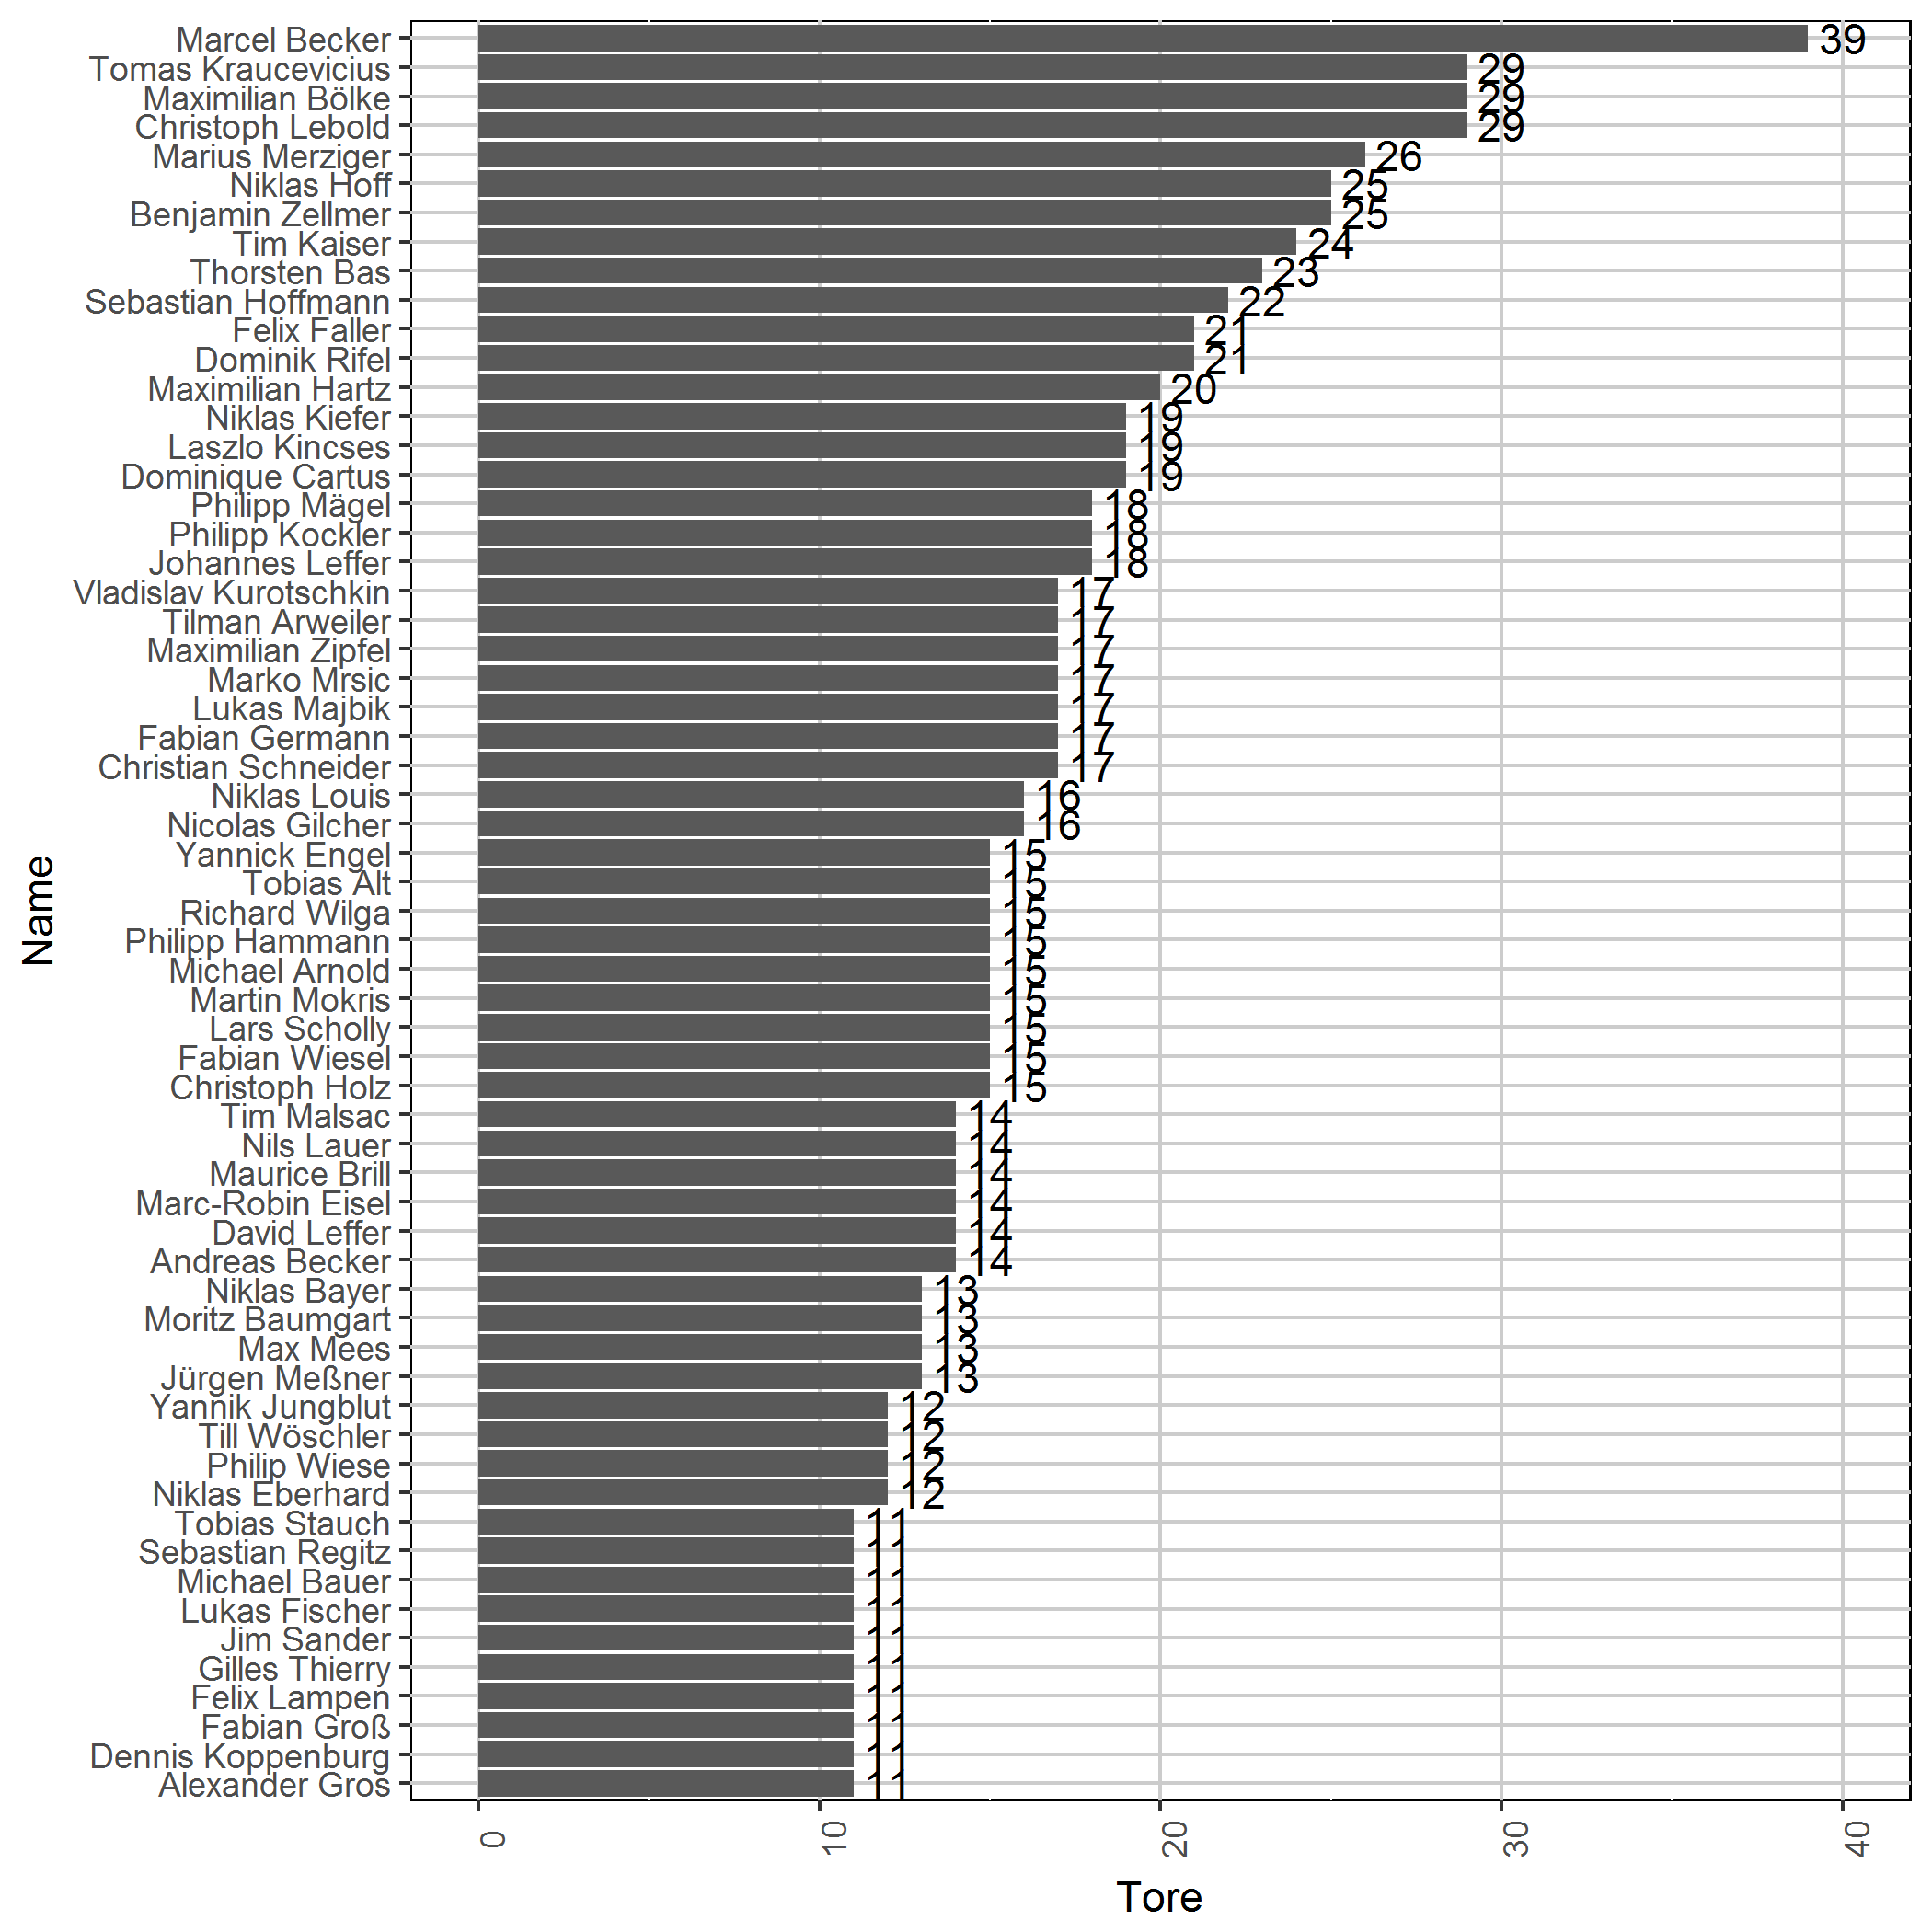 Marcel Becker 39
Tomas Kraucevicius 29
Maximilian Bölke 29
Christoph Lebold 29
Marius Merziger 26
Niklas Hoff 25
Benjamin Zellmer 25
Tim Kaiser 24
Thorsten Bas 23
Sebastian Hoffmann 22
Felix Faller 21
Dominik Rifel 21
Maximilian Hartz 20
Niklas Kiefer 19
Laszlo Kincses 19
Dominique Cartus 19
Philipp Mägel 18
Philipp Kockler 18
Johannes Leffer 18
Vladislav Kurotschkin 17
Tilman Arweiler 17
Maximilian Zipfel 17
Marko Mrsic 17
Lukas Majbik 17
Fabian Germann 17
Christian Schneider 17
Niklas Louis 16
Nicolas Gilcher 16
Yannick Engel 15
Tobias Alt 15
Richard Wilga 15
Philipp Hammann 15
Michael Arnold 15
Martin Mokris 15
Lars Scholly 15
Fabian Wiesel 15
Christoph Holz 15
Tim Malsac 14
Nils Lauer 14
Maurice Brill 14
Marc-Robin Eisel 14
David Leffer 14
Andreas Becker 14
Niklas Bayer 13
Moritz Baumgart 13
Max Mees 13
Jürgen Meßner 13
Yannik Jungblut 12
Till Wöschler 12
Philip Wiese 12
Niklas Eberhard 12
Tobias Stauch 11
Sebastian Regitz 11
Michael Bauer 11
Lukas Fischer 11
Jim Sander 11
Gilles Thierry 11
Felix Lampen 11
Fabian Groß 11
Dennis Koppenburg 11
Alexander Gros 11
Name
0 10 20 30 40
Tore